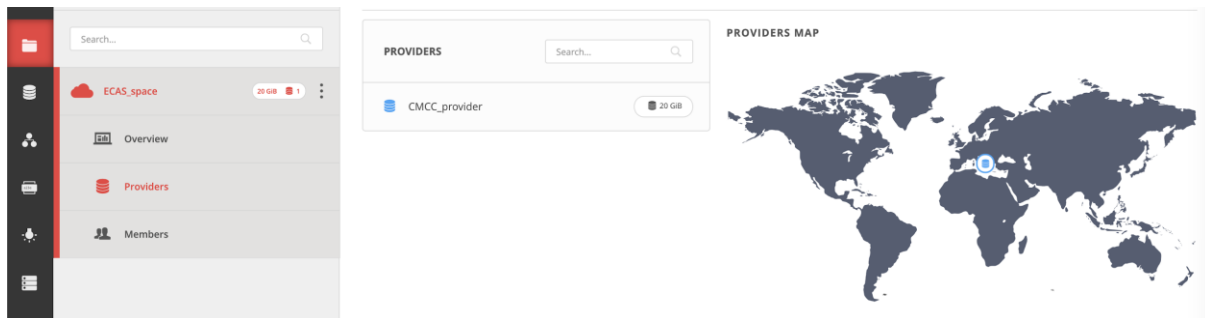 Search...
ECAS_space
20 GiB 1
Overview
Providers
Members
PROVIDERS
Search...
CMCC_provider
20 GiB
PROVIDERS MAP